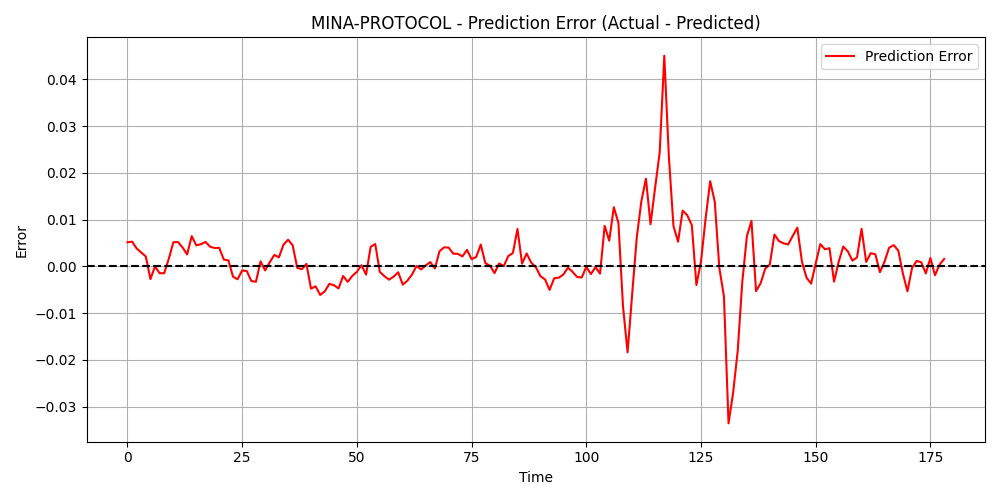 MINA-PROTOCOL - Prediction Error (Actual - Predicted)
Prediction Error
0.04
0.03
0.02
0.01
0.00
−0.01
−0.02
−0.03
Error
0 25 50 75 100 125 150 175
Time